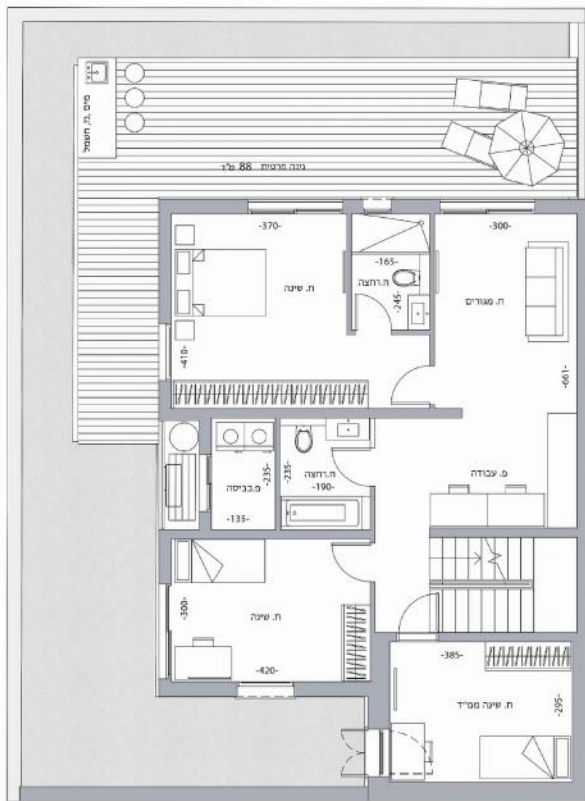 מים ,גז, חשמל
גינה פרטית 88 מ"ר
-370-
-300-
-165-
ח.רחצה
-245-
ח. שינה
ח. מגורים
-410-
-661-
-235-
-235-
ח.רחצה
-190-
פ.כביסה
-135-
פ. עבודה
-300-
ח. שינה
-420-
-385-
ח. שינה ממ"ד
-295-